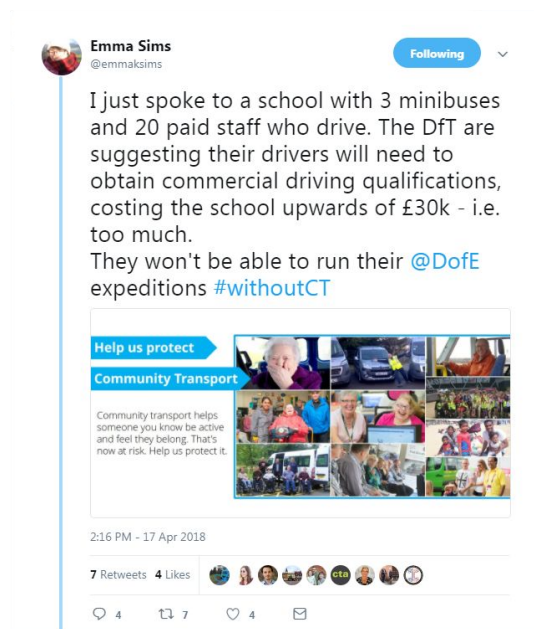 Emma Sims
@emmaksims
Following
I just spoke to a school with 3 minibuses
and 20 paid staff who drive. The DfT are
suggesting their drivers will need to
obtain commercial driving qualifications,
costing the school upwards of £30k - i.e.
too much.
They won't be able to run their @DofE
expeditions #withoutCT
Help us protect
Community Transport
Community transport helps
someone you know be active
and feel they belong. That's
now at risk. Help us protect it.
2:16 PM - 17 Apr 2018
7 Retweets 4 Likes
cta
4 7 4